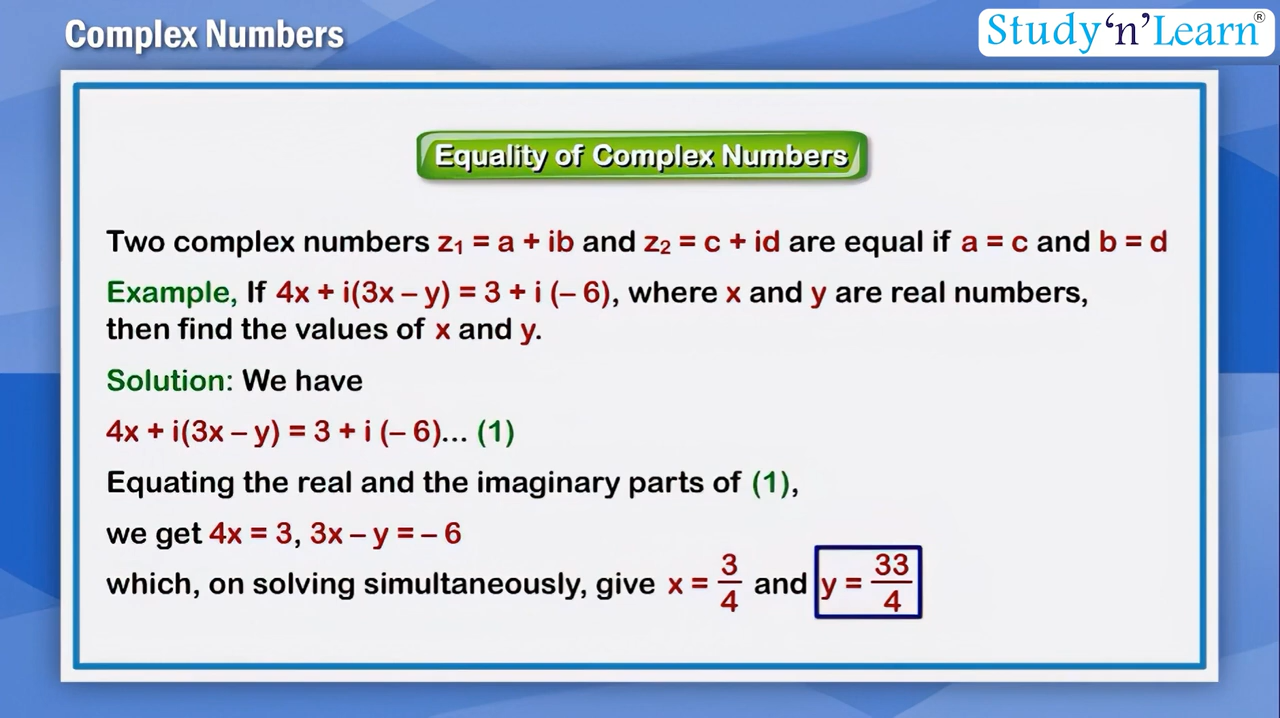 Complex Numbers
Study‘n’Learn®
Equality of Complex Numbers
Two complex numbers z₁ = a + ib and z₂ = c + id are equal if a = c and b = d
Example, If 4x + i(3x – y) = 3 + i (– 6), where x and y are real numbers,
then find the values of x and y.
Solution: We have
4x + i(3x – y) = 3 + i (– 6)... (1)
Equating the real and the imaginary parts of (1),
we get 4x = 3, 3x – y = – 6
which, on solving simultaneously, give x = 3/4 and y = 33/4